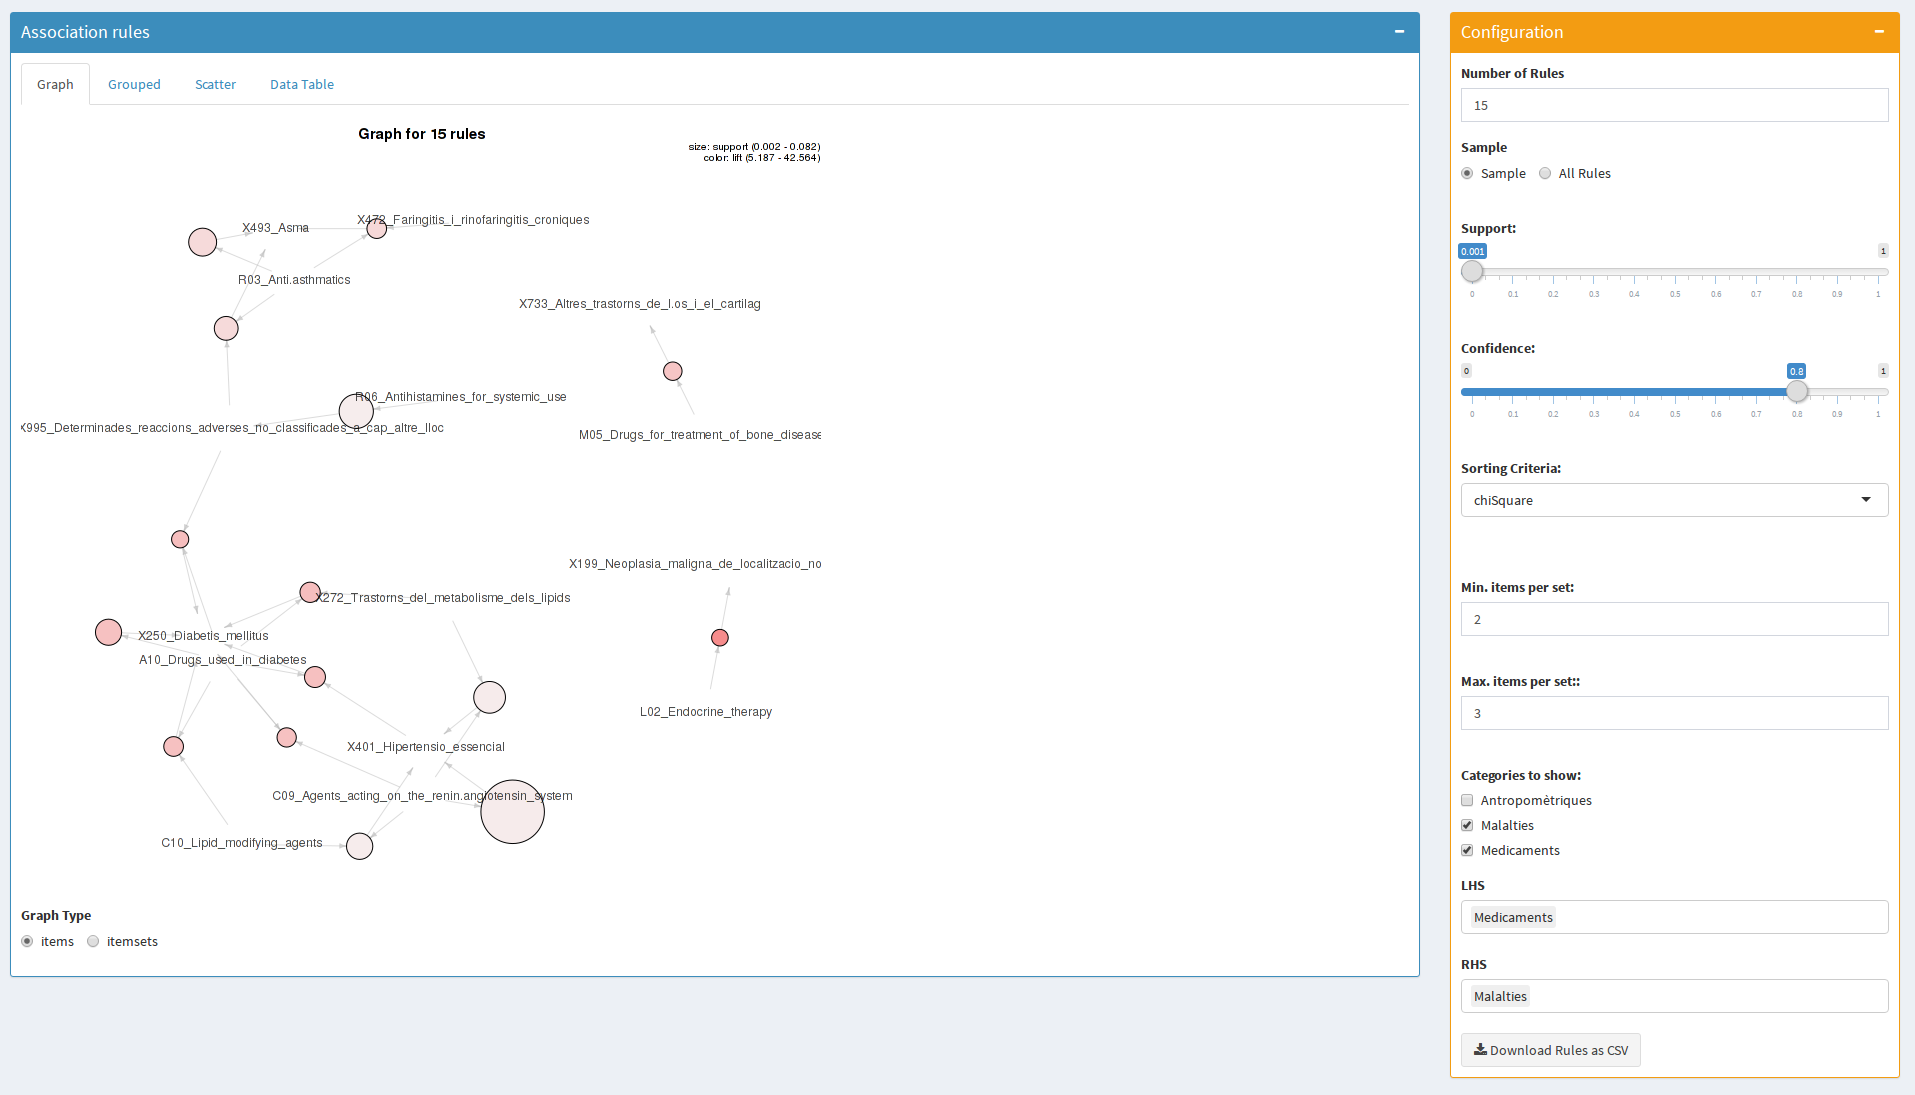 Association rules
Graph
Grouped
Scatter
Data Table
Graph for 15 rules
size: support (0.002 - 0.082)
color: lift (5.187 - 42.564)
X472_Faringitis_i_rinofaringitis_croniques
X493_Asma
R03_Anti.asthmatics
X733_Altres_trastorns_de_l.os_i_el_cartilag
R06_Antihistamines_for_systemic_use
X995_Determinades_reaccions_adverses_no_classificades_a_cap_altre_lloc
M05_Drugs_for_treatment_of_bone_disease
X199_Neoplasia_maligna_de_localitzacio_no
X272_Trastorns_del_metabolisme_dels_lipids
X250_Diabetis_mellitus
A10_Drugs_used_in_diabetes
L02_Endocrine_therapy
X401_Hipertensio_essencial
C09_Agents_acting_on_the_renin.angiotensin_system
C10_Lipid_modifying_agents
Graph Type
items
itemsets
Configuration
Number of Rules
15
Sample
Sample
All Rules
Support:
0.001
1
0 0.1 0.2 0.3 0.4 0.5 0.6 0.7 0.8 0.9 1
Confidence:
0
0.8
1
0 0.1 0.2 0.3 0.4 0.5 0.6 0.7 0.8 0.9 1
Sorting Criteria:
chiSquare
Min. items per set:
2
Max. items per set::
3
Categories to show:
Antropomètriques
Malalties
Medicaments
LHS
Medicaments
RHS
Malalties
Download Rules as CSV